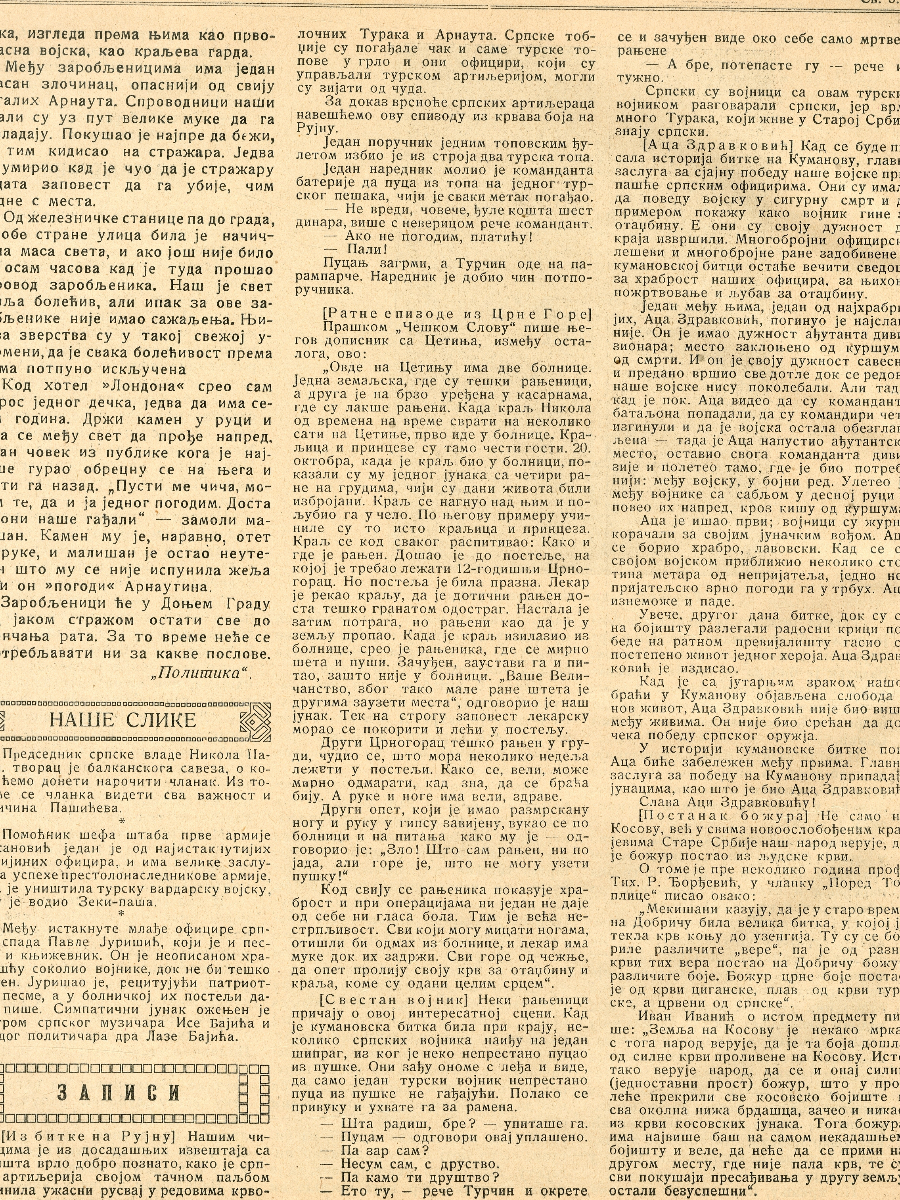 ка, изгледа према њима као прво-
асна војска, као краљева гарда.
Међу заробљеницима има један
асан злочинац, опаснији од свију
талих Арнаута. Спроводници наши
али су уз пут велике муке да га
ладају. Покушао је најпре да бежи,
тим кидисао на стражара. Једва
умирио кад је чуо да је стражару
дата заповест да га убије, чим
дне с места.
Од железничке станице па до града,
обе стране улица била је начич-
на маса света, и ако још није било
осам часова кад је туда прошао
ровод заробљеника. Наш је свет
вља болећив, али ипак за ове за-
бљенике није имао сажаљења. Њи-
ва зверства су у такој свежој у-
омени, да је свака болећивост према
ма потпуно искључена
Код хотел »Лондона« срео сам
рос једног дечка, једва да има се-
година. Држи камен у руци и
а се међу свет да прође напред.
ан човек из публике кога је нај-
ше гурао обрецну се на њега и
ти га назад. „Пусти ме чича, мо-
м те, да и ја једног погодим. Доста
они наше гађали“ — замоли ма-
шан. Камен му је, наравно, отет
руке, и малишан је остао неуте-
н што му се није испунила жеља
и он »погоди« Арнаутина.
Заробљеници ће у Доњем Граду
јаком стражом остати све до
нчања рата. За то време неће се
требљавати ни за какве послове.
„Политика“.
НАШЕ СЛИКЕ
Председник српске владе Никола Па-
. творац је балканскога савеза, о ко-
ћемо донети нарочити чланак. Из то-
ће се чланка видети сва важност и
ичина Пашићева.
*
Помоћник шефа штаба прве армије
сановић један је од најистакнутијих
ијиних официра, и има велике заслу-
а успехе престолонаследникове армије,
је уништила турску вардарску војску,
је водио Зеки-паша.
*
Међу истакнуте млађе официре срп-
спада Павле Јуришић, који је и пес-
и књижевник. Он је неописаном хра-
шћу соколио војнике, док не би тешко
ен. Јуришић је, рецитујући патриот-
песме, а у болничкој их постељи да-
пише. Симпатични јунак ожењен је
ром српског музичара Исе Бајића и
дог политичара дра Лазе Бајића.
ЗАПИСИ
[Из битке на Рујну] Нашим чи-
цима је из досадашњих извештаја са
ишта врло добро познато, како је срп-
артиљерија својом тачном паљбом
инила ужасни русвај у редовима крво-
лочних Турака и Арнаута. Српске тоб-
џије су погађале чак и саме турске то-
пове у грло и они официри, који су
управљали турском артиљеријом, могли
су зијати од чуда.
За доказ врсноће српских артиљераца
навешћемо ову епизоду из крвава боја на
Рујну.
Један поручник једним топовским ђу-
летом избио је из строја два турска топа.
Један наредник молио је команданта
батерије да пуца из топа на једног тур-
ског пешака, чији је сваки метак погађао.
— Не вреди, човече, ђуле кошта шест
динара, више с неверицом рече командант.
— Ако не погодим, платићу!
— Пали!
Пуцањ загрми, а Турчин оде на па-
рампарче. Наредник је добио чин потпо-
ручника.
[Ратне епизоде из Црне Горе]
Прашком „Чешком Слову“ пише ње-
гов дописник са Цетиња, између оста-
лога, ово:
„Овде на Цетињу има две болнице.
Једна земаљска, где су тешки рањеници,
а друга је на брзо уређена у касарнама,
где су лакше рањени. Када краљ Никола
од времена на време сврати на неколико
сати на Цетиње, прво иде у болнице. Кра-
љица и принцезе су тамо чести гости. 20.
октобра, када је краљ био у болници, по-
казали су му једног јунака са четири ра-
не на грудима, чији су дани живота били
избројани. Краљ се нагнуо над њим и по-
љубио га у чело. По његову примеру учи-
ниле су то исто краљица и принцеза.
Краљ се код сваког распитивао: Како и
где је рањен. Дошао је до постеље, на
којој је требао лежати 12-годишњи Црно-
горац. Но постеља је била празна. Лекар
је рекао краљу, да је дотични рањен до-
ста тешко гранатом одостраг. Настала је
затим потрага, но рањени као да је у
земљу пропао. Када је краљ изилазио из
болнице, срео је рањеника, где се мирно
шета и пуши. Зачуђен, заустави га и пи-
тао, зашто није у болници. „Ваше Вели-
чанство, због тако мале ране штета је
другима заузети места“, одговорио је наш
јунак. Тек на строгу заповест лекарску
морао се покорити и лећи у постељу.
Други Црногорац тешко рањен у гру-
ди, чудио се, што мора неколико недеља
лежети у постељи. Како се, вели, може
мирно одмарати, кад зна, да се браћа
бију. А руке и ноге има вели, здраве.
Други опет, који је имао размрскану
ногу и руку у гипсу завијену, вукао се по
болници и на питања како му је — од-
говорио је: „Зло! Што сам рањен, ни по
јада, али горе је, што не могу узети
пушку!“
Код свију се рањеника показује хра-
брост и при операцијама ни један не даје
од себе ни гласа бола. Тим је већа не-
стрпљивост. Сви који могу мицати ногама,
отишли би одмах из болнице, и лекар има
муке док их задржи. Сви горе од чежње,
да опет пролију своју крв за отаџбину и
краља, коме су одани целим срцем“.
[Свестан војник] Неки рањеници
причају о овој интересатној сцени. Кад
је кумановска битка била при крају, не-
колико српских војника наиђу на један
шипраг, из ког је неко непрестано пуцао
из пушке. Они зађу ономе с леђа и виде,
да само један турски војник непрестано
пуца из пушке не гађајући. Полако се
привуку и ухвате га за рамена.
— Шта радиш, бре? — упиташе га.
— Пуцам — одговори овај уплашено.
— Па зар сам?
— Несум сам, с друство.
— Па камо ти друштво?
— Ето ту, — рече Турчин и окрете
се и зачуђен виде око себе само мртве
рањене
— А бре, потепасте гу — рече и
тужно.
Српски су војници са овам турски
војником разговарали српски, јер врл
много Турака, који живе у Старој Срби
знају српски.
[Аца Здравковић] Кад се буде пи
сала историја битке на Куманову, главн
заслуга за сјајну победу наше војске при
пашће српским официрима. Они су имал
да поведу војску у сигурну смрт и д
примером покажу како војник гине з
отаџбину. Е они су своју дужност д
краја извршили. Многобројни официрск
лешеви и многобројне ране задобивене
кумановској битци остаће вечити сведоц
за храброст наших официра, за њихов
пожртвовање и љубав за отаџбину.
Један међу њима, један од најхрабри
јих, Аца Здравковић, погинуо је најслав
није. Он је имао дужност ађутанта диви
зионара; место заклоњено од куршум
од смрти. И он је своју дужност савесн
и предано вршио све дотле док се редов
наше војске нису поколебали. Али тад
кад је пок. Аца видео да су командант
батаљона попадали, да су командири чет
изгинули и да је војска остала обезглав
љена — тада је Аца напустио ађутантск
место, оставио свога команданта диви
зије и полетео тамо, где је био потреб
нији: међу војску, у бојни ред. Улетео ј
међу војнике са сабљом у десној руци
повео их напред, кроз кишу од куршума
Аца је ишао први; војници су журн
корачали за својим јуначким вођом. Ац
се борио храбро, лавовски. Кад се с
својом војском приближио неколико сто
тина метара од непријатеља, једно не
пријатељско зрно погоди га у трбух. Ац
изнеможе и паде.
Увече, другог дана битке, док су с
на бојишту разлегали радосни крици по
беде на ратном превијалишту гасио с
постепено живот једног хероја. Аца Здрав
ковић је издисао.
Кад је са јутарњим зраком нашо
браћи у Куманову објављена слобода
нов живот, Аца Здравковић није био више
међу живима. Он није био срећан да до
чека победу српског оружја.
У историји кумановске битке пок
Аца биће забележен међу првима. Главн
заслуга за победу на Куманову припада
јунацима, као што је био Аца Здравковић
Слава Аци Здравковићу!
[Постанак божура] Не само н
Косову, већ у свима новоослобођеним кра
јевима Старе Србије наш народ верује, д
је божур постао из људске крви.
О томе је пре неколико година проф
Тих. Р. Ђорђевић, у чланку „Поред То
плице“ писао овако:
„Мекишани казују, да је у старо врем
на Добричу била велика битка, у којој ј
текла крв коњу до узенгија. Ту су се бо
риле различите „вере“, па је од разн
крви тих вера постао на Добричу божу
различите боје. Божур црне боје поста
је од крви циганске, плав од крви тур
ске, а црвени од српске“.
Иван Иванић о истом предмету пи
ше: „Земља на Косову је некако мрка
с тога народ верује, да је та боја дошл
од силне крви проливене на Косову. Исто
тако верује народ, да се и онај силни
(једноставни прост) божур, што у про
леће прекрили све косовско бојиште
сва околна нижа брдашца, зачео и никао
из крви косовских јунака. Тога божура
има највише баш на самом некадашњем
бојишту и веле, да неће да се прими на
другом месту, где није пала крв, те су
сви покушаји пресађивања у другу земљу
остали безуспешни“.